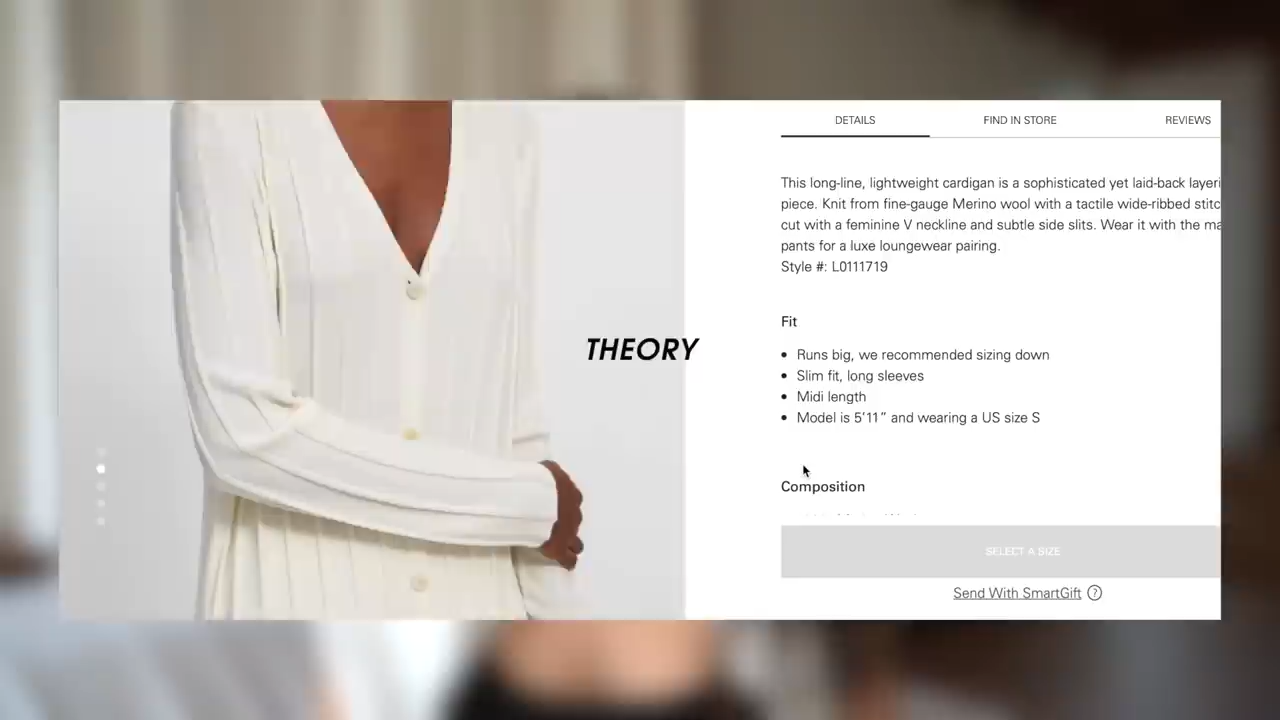 DETAILS
FIND IN STORE
REVIEWS
This long-line, lightweight cardigan is a sophisticated yet laid-back layeri
piece. Knit from fine-gauge Merino wool with a tactile wide-ribbed stitc
cut with a feminine V neckline and subtle side slits. Wear it with the ma
pants for a luxe loungewear pairing.
Style #: L0111719
THEORY
Fit
• Runs big, we recommended sizing down
• Slim fit, long sleeves
• Midi length
• Model is 5'11" and wearing a US size S
Composition
SELECT A SIZE
Send With SmartGift ?